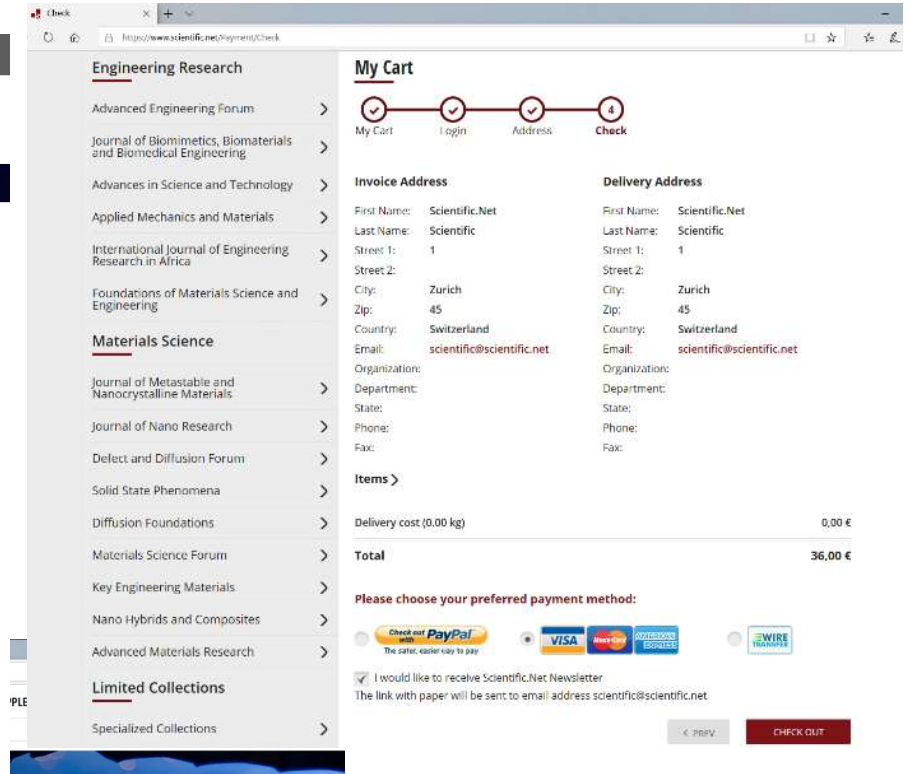 Check
https://www.scientific.net/Payment/Check
Engineering Research
Advanced Engineering Forum
Journal of Biomimetics, Biomaterials
and Biomedical Engineering
Advances in Science and Technology
Applied Mechanics and Materials
International Journal of Engineering
Research in Africa
Foundations of Materials Science and
Engineering
Materials Science
Journal of Metastable and
Nanocrystalline Materials
Journal of Nano Research
Defect and Diffusion Forum
Solid State Phenomena
Diffusion Foundations
Materials Science Forum
Key Engineering Materials
Nano Hybrids and Composites
Advanced Materials Research
Limited Collections
Specialized Collections
PPLE
My Cart
4
My Cart Login Address Check
Invoice Address
First Name: Scientific.Net
Last Name: Scientific
Street 1: 1
Street 2:
City: Zurich
Zip: 45
Country: Switzerland
Email: scientific@scientific.net
Organization:
Department:
State:
Phone:
Fax:
Delivery Address
First Name: Scientific.Net
Last Name: Scientific
Street 1: 1
Street 2:
City: Zurich
Zip: 45
Country: Switzerland
Email: scientific@scientific.net
Organization:
Department:
State:
Phone:
Fax:
Items >
Delivery cost (0.00 kg) 0,00 €
Total 36,00 €
Please choose your preferred payment method:
Check out with PayPal
The safer, easier way to pay
VISA MasterCard AMERICAN EXPRESS
WIRE TRANSFER
I would like to receive Scientific.Net Newsletter
The link with paper will be sent to email address scientific@scientific.net
< PREV CHECK OUT